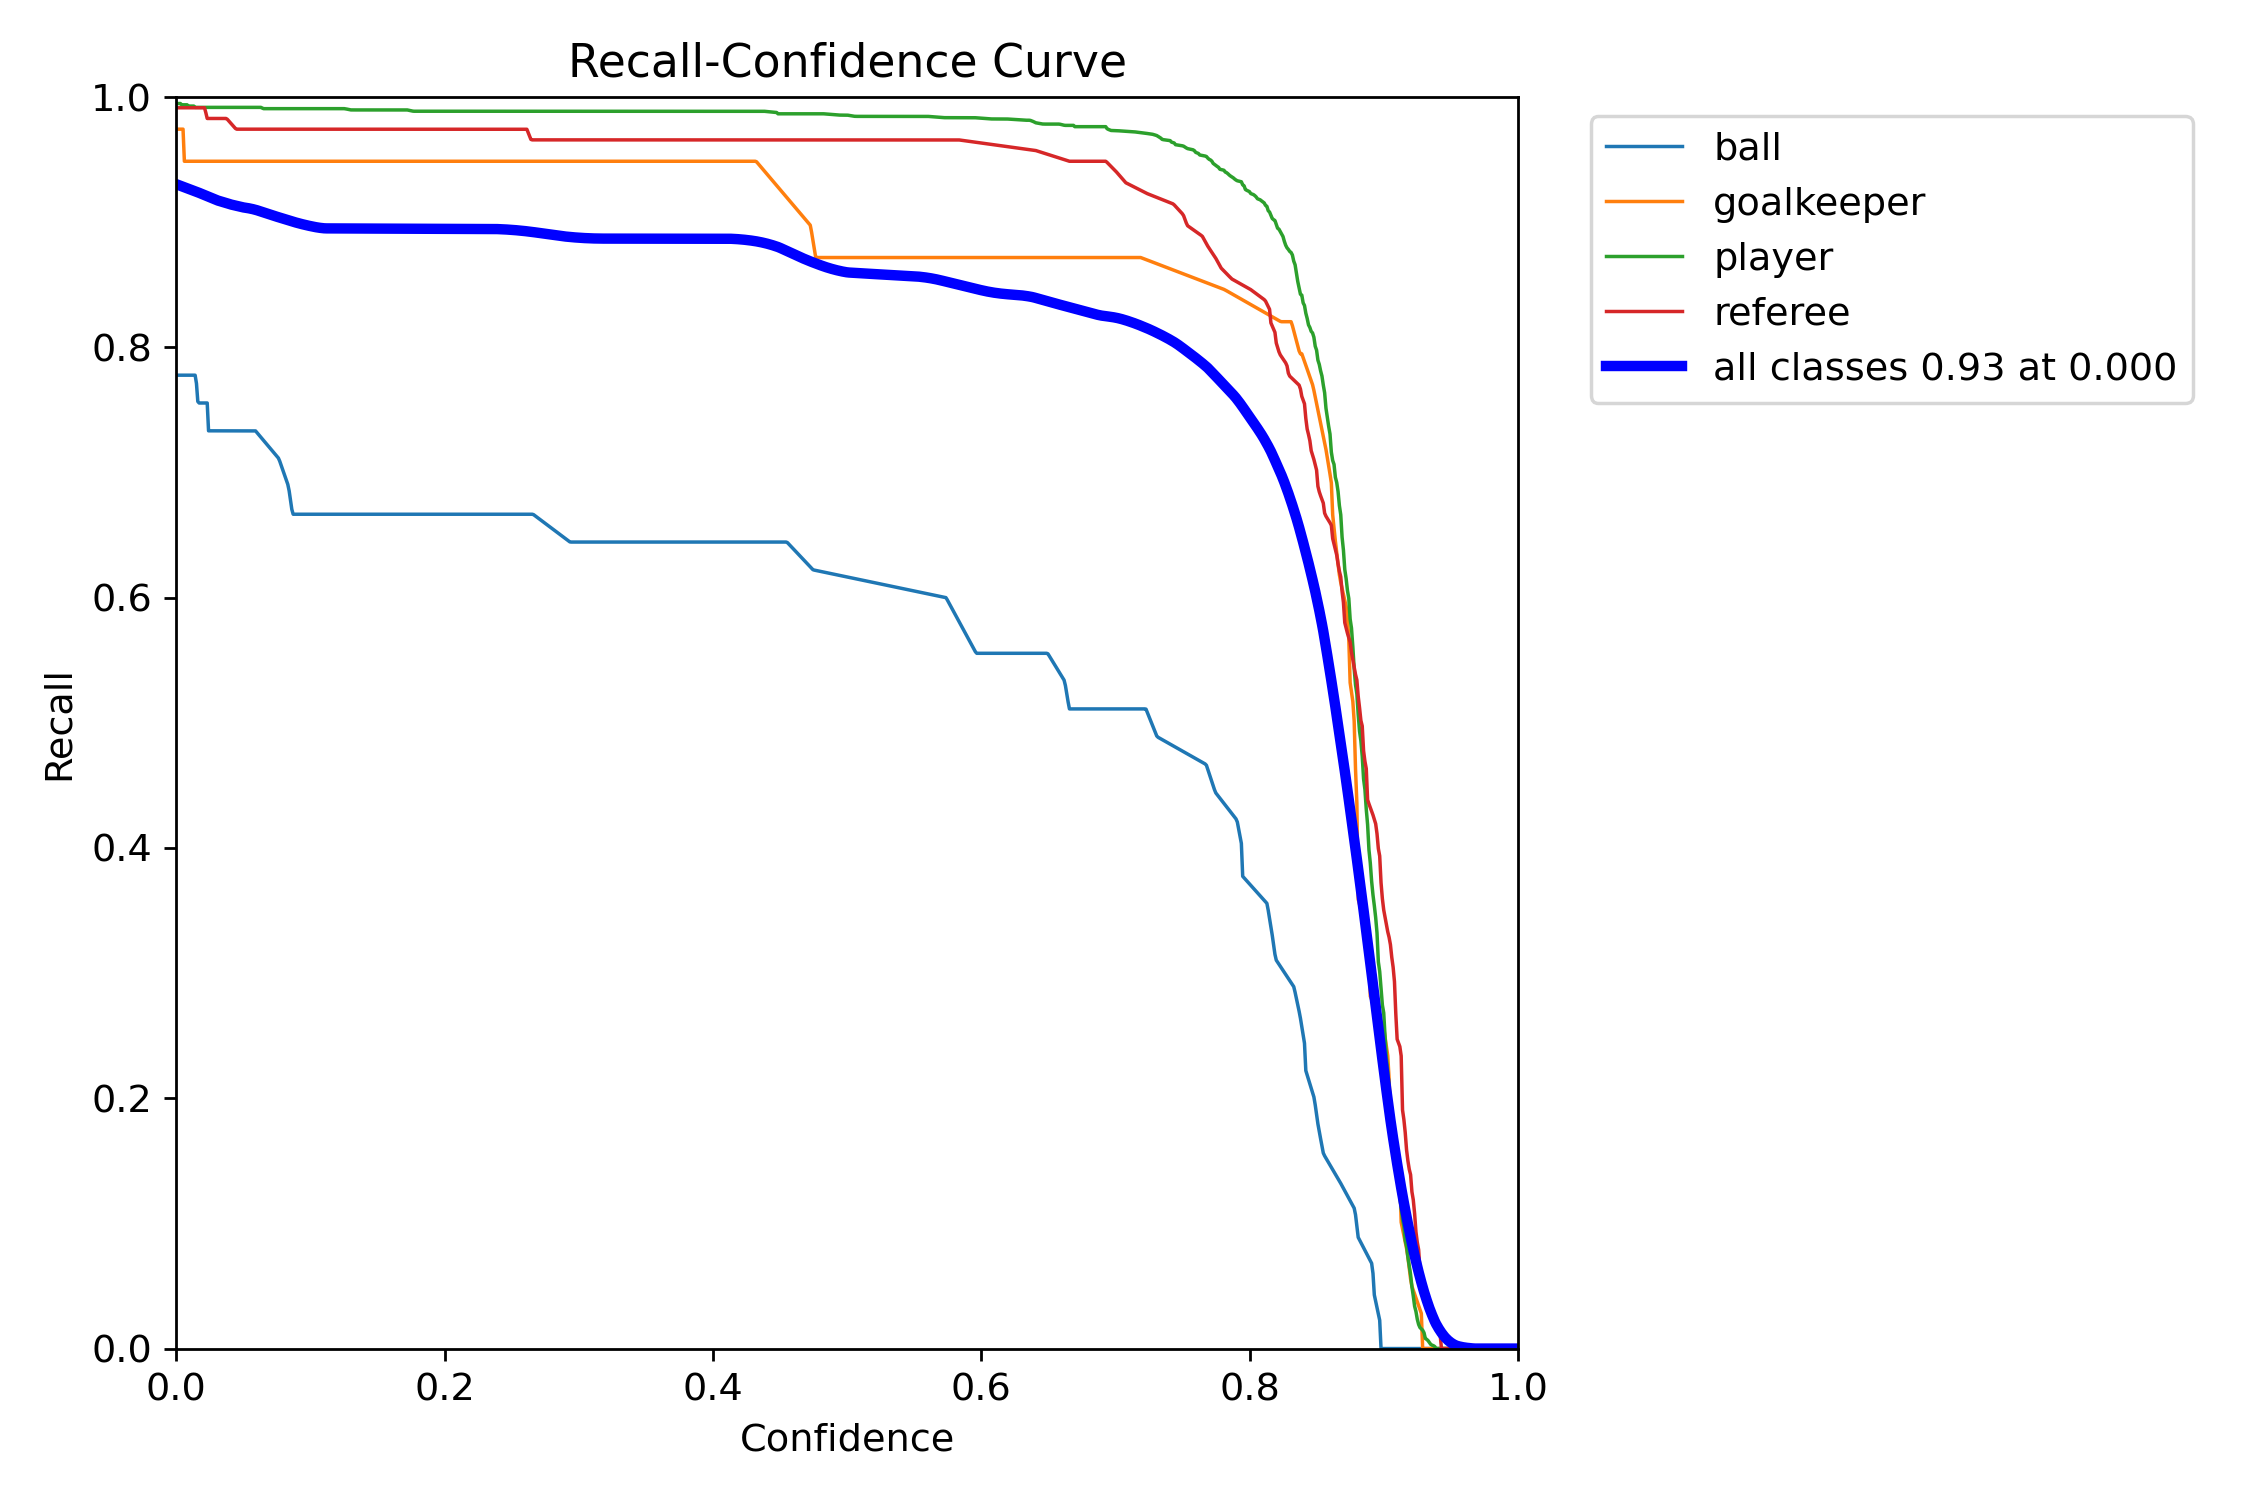 Recall-Confidence Curve
1.0
0.8
0.6
0.4
0.2
0.0
Recall
0.0 0.2 0.4 0.6 0.8 1.0
Confidence
ball
goalkeeper
player
referee
all classes 0.93 at 0.000